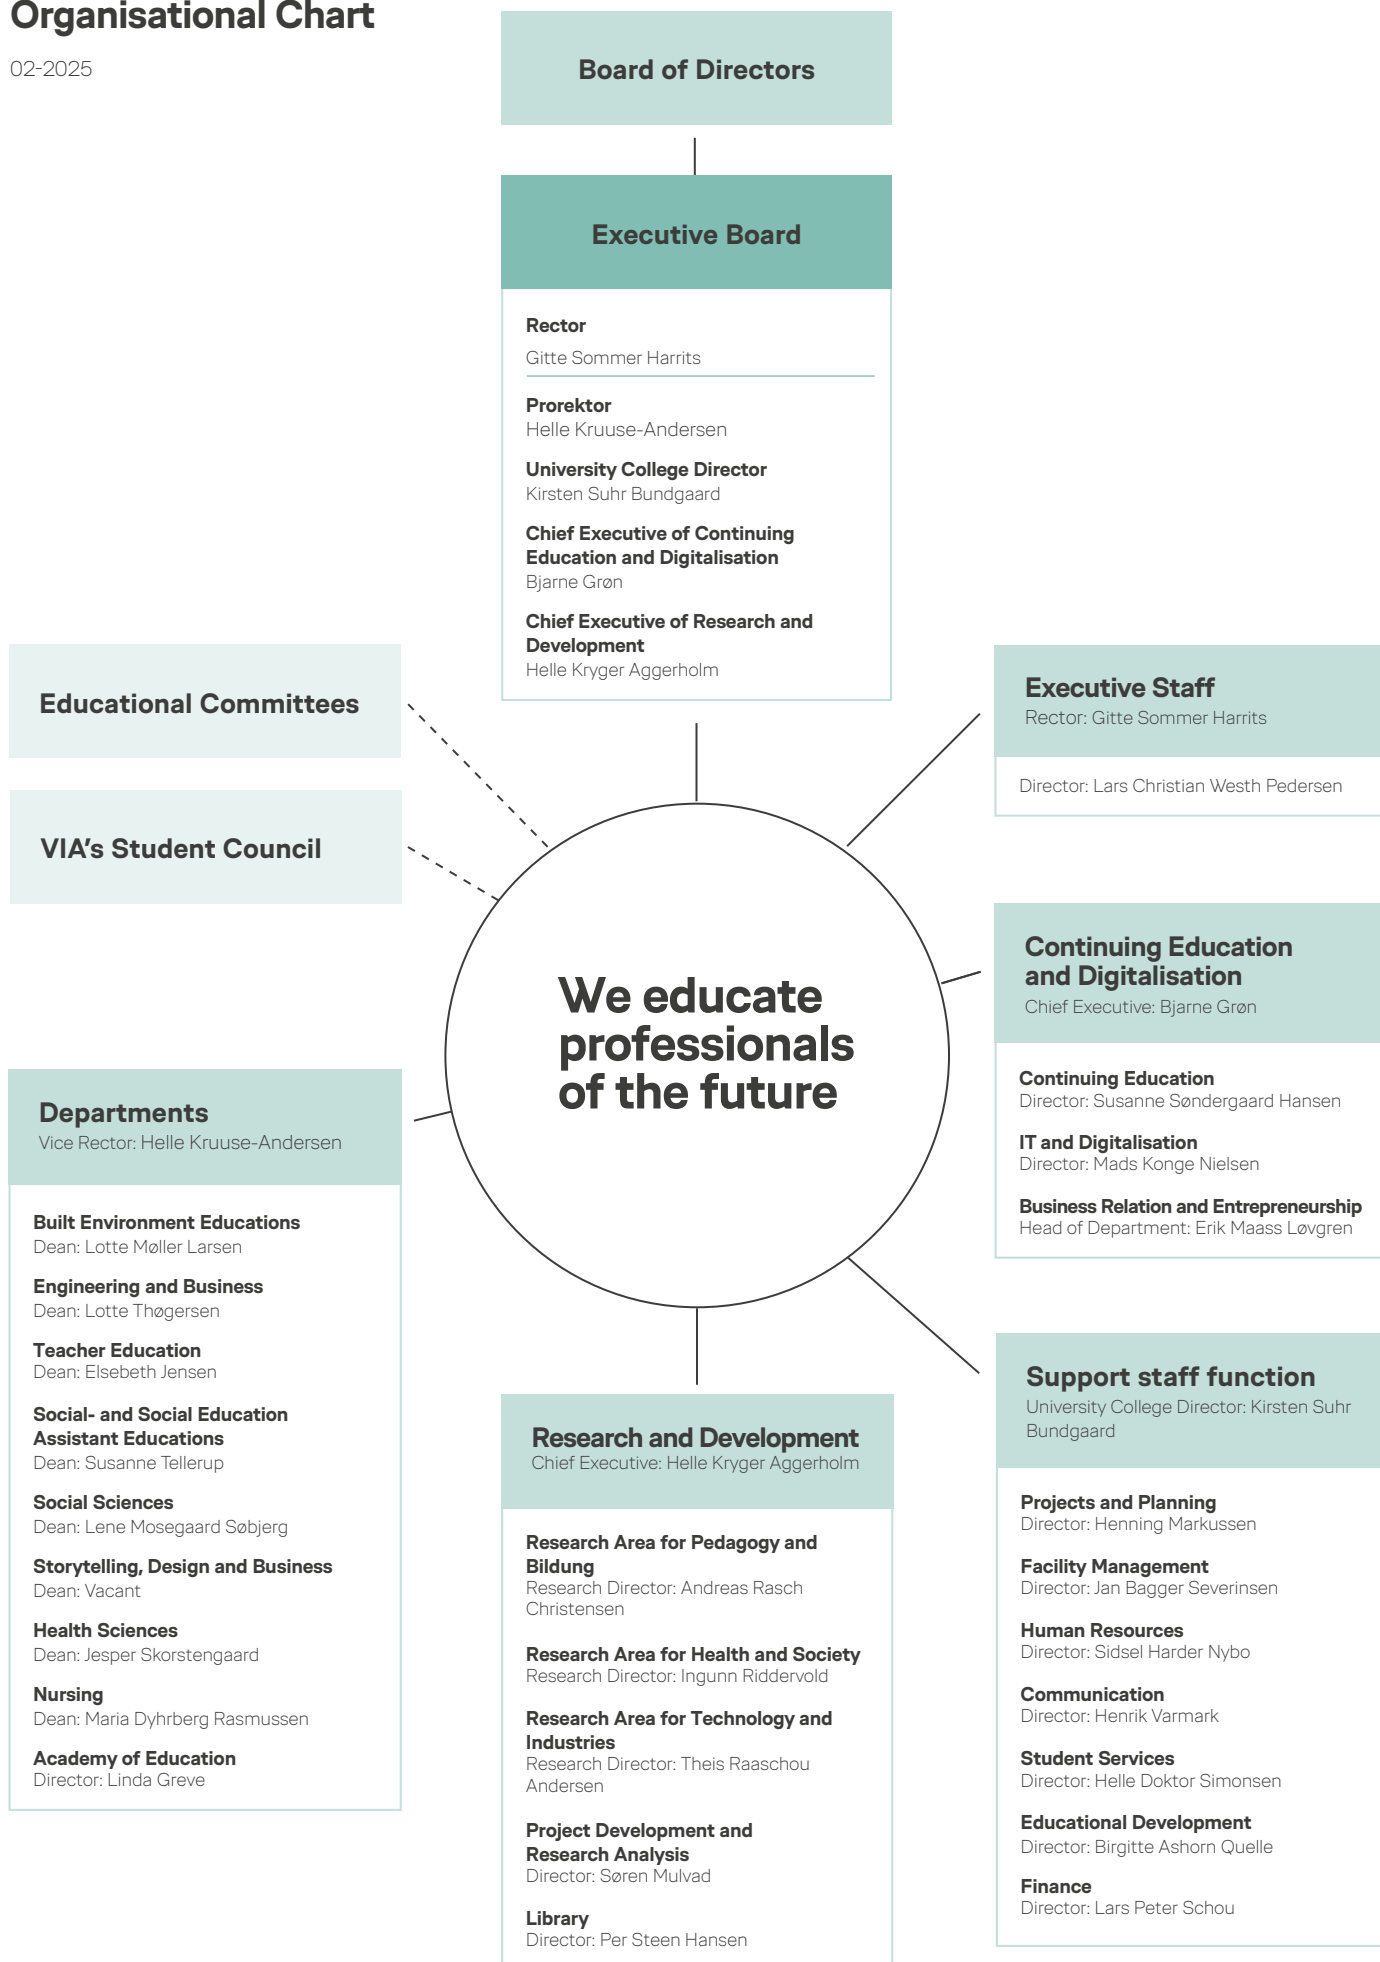 Organisational Chart
02-2025
Board of Directors
Executive Board
Rector
Gitte Sommer Harrits
Prorektor
Helle Kruuse-Andersen
University College Director
Kirsten Suhr Bundgaard
Chief Executive of Continuing
Education and Digitalisation
Bjarne Grøn
Chief Executive of Research and
Development
Helle Kryger Aggerholm
Educational Committees
VIA's Student Council
Executive Staff
Rector: Gitte Sommer Harrits
Director: Lars Christian Westh Pedersen
Continuing Education
and Digitalisation
Chief Executive: Bjarne Grøn
Continuing Education
Director: Susanne Søndergaard Hansen
IT and Digitalisation
Director: Mads Konge Nielsen
Business Relation and Entrepreneurship
Head of Department: Erik Maass Løvgren
We educate
professionals
of the future
Departments
Vice Rector: Helle Kruuse-Andersen
Built Environment Educations
Dean: Lotte Møller Larsen
Engineering and Business
Dean: Lotte Thøgersen
Teacher Education
Dean: Elsebeth Jensen
Social- and Social Education
Assistant Educations
Dean: Susanne Tellerup
Social Sciences
Dean: Lene Mosegaard Søbjerg
Storytelling, Design and Business
Dean: Vacant
Health Sciences
Dean: Jesper Skorstengaard
Nursing
Dean: Maria Dyhrberg Rasmussen
Academy of Education
Director: Linda Greve
Research and Development
Chief Executive: Helle Kryger Aggerholm
Research Area for Pedagogy and
Bildung
Research Director: Andreas Rasch
Christensen
Research Area for Health and Society
Research Director: Ingunn Riddervold
Research Area for Technology and
Industries
Research Director: Theis Raaschou
Andersen
Project Development and
Research Analysis
Director: Søren Mulvad
Library
Director: Per Steen Hansen
Support staff function
University College Director: Kirsten Suhr
Bundgaard
Projects and Planning
Director: Henning Markussen
Facility Management
Director: Jan Bagger Severinsen
Human Resources
Director: Sidsel Harder Nybo
Communication
Director: Henrik Varmark
Student Services
Director: Helle Doktor Simonsen
Educational Development
Director: Birgitte Ashorn Quelle
Finance
Director: Lars Peter Schou